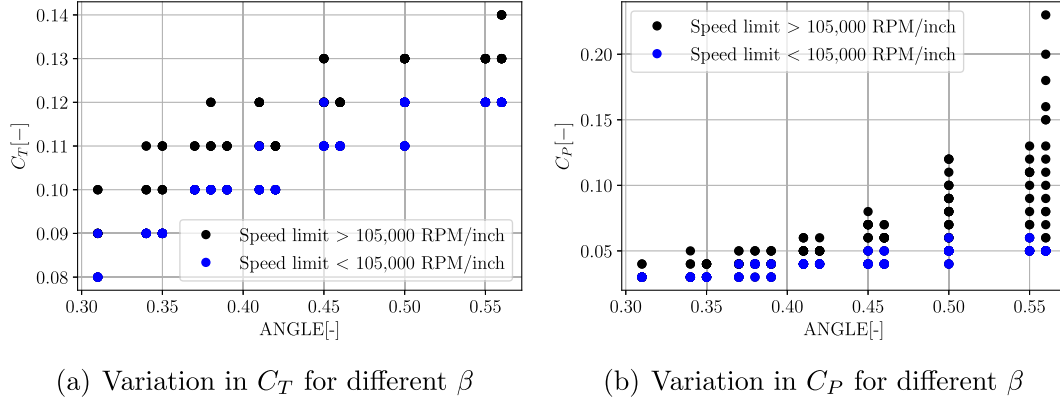 0.14
0.13
0.12
0.11
0.10
0.09
0.08
C_T[−]
Speed limit > 105,000 RPM/inch
Speed limit < 105,000 RPM/inch
0.30 0.35 0.40 0.45 0.50 0.55
ANGLE[-]
(a) Variation in C_T for different β
Speed limit > 105,000 RPM/inch
Speed limit < 105,000 RPM/inch
0.20
0.15
0.10
0.05
C_P[−]
0.30 0.35 0.40 0.45 0.50 0.55
ANGLE[-]
(b) Variation in C_P for different β